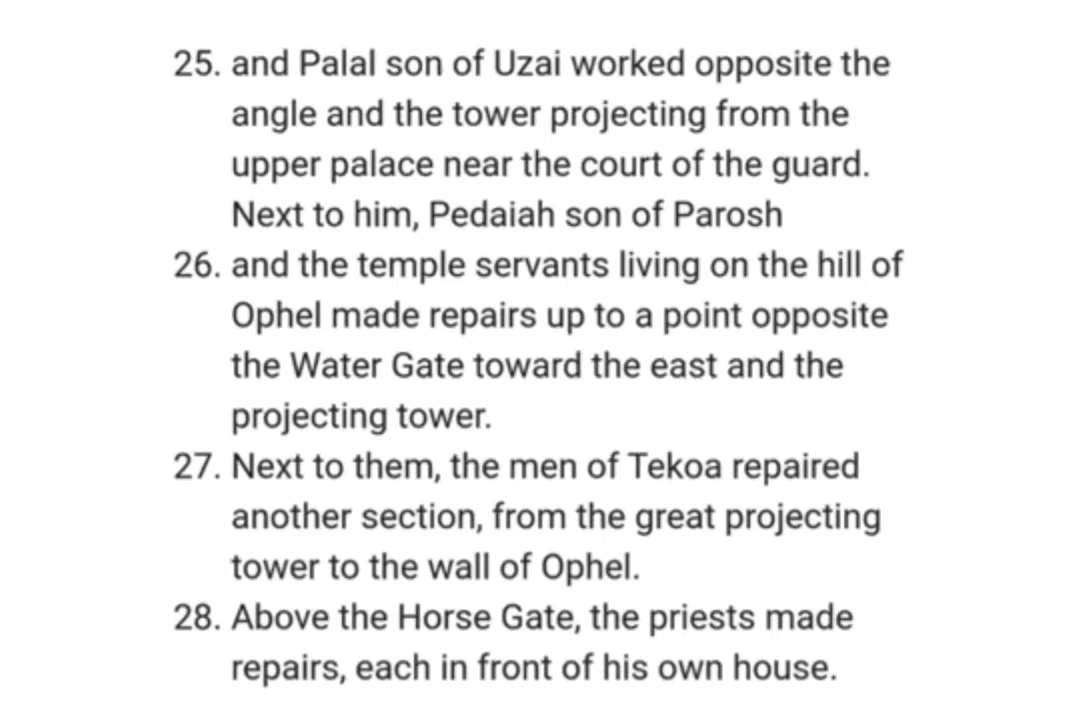 25. and Palal son of Uzai worked opposite the
angle and the tower projecting from the
upper palace near the court of the guard.
Next to him, Pedaiah son of Parosh
26. and the temple servants living on the hill of
Ophel made repairs up to a point opposite
the Water Gate toward the east and the
projecting tower.
27. Next to them, the men of Tekoa repaired
another section, from the great projecting
tower to the wall of Ophel.
28. Above the Horse Gate, the priests made
repairs, each in front of his own house.